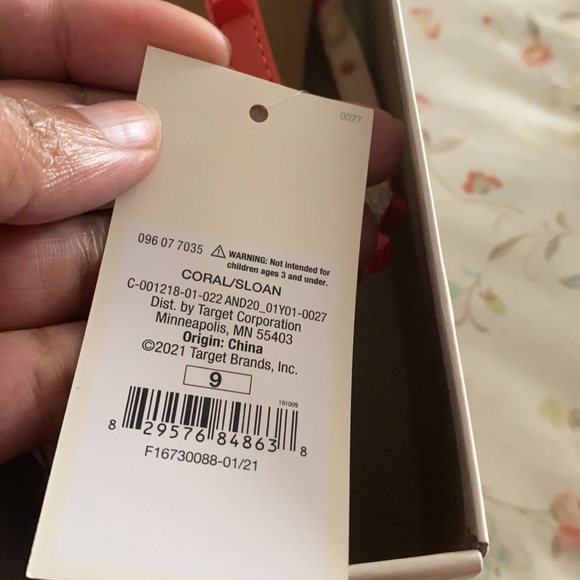 0027
096 07 7035 WARNING: Not intended for
children ages 3 and under.
CORAL/SLOAN
C-001218-01-022 AND20_01Y01-0027
Dist. by Target Corporation
Minneapolis, MN 55403
Origin: China
©2021 Target Brands, Inc.
9
191009
8 29576 84863 8
F16730088-01/21